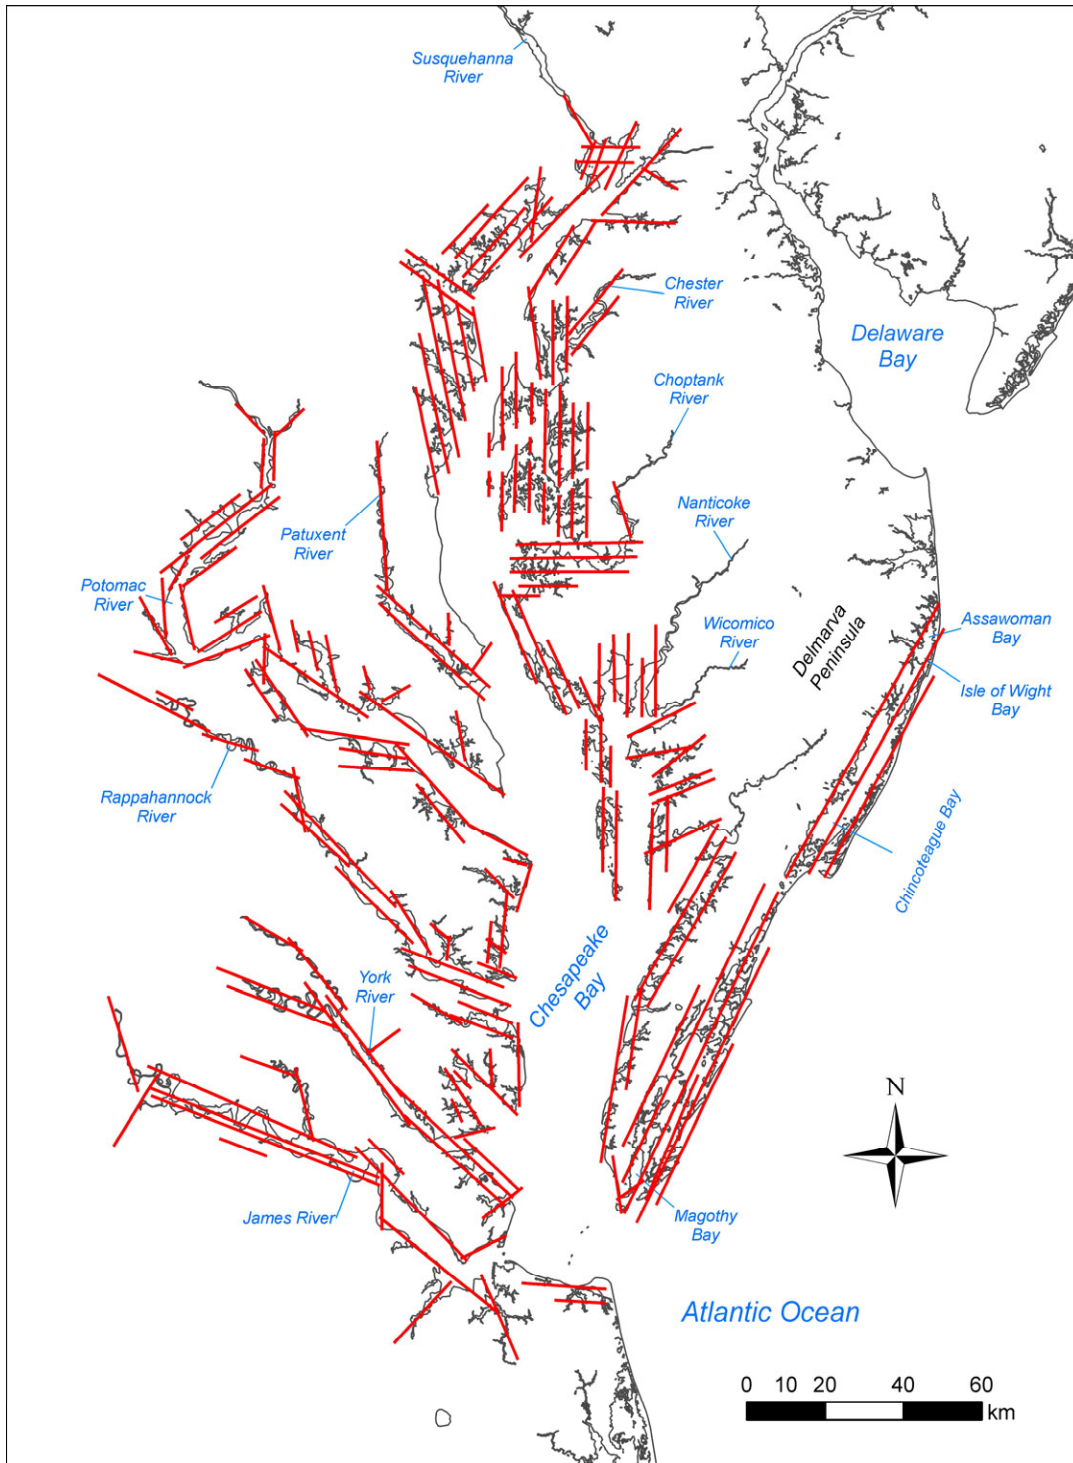 Susquehanna
River
Chester
River
Delaware
Bay
Choptank
River
Nanticoke
River
Patuxent
River
Potomac
River
Wicomico
River
Delmarva
Peninsula
Assawoman
Bay
Isle of Wight
Bay
Rappahannock
River
Chincoteague Bay
Chesapeake
Bay
York
River
N
James River
Magothy
Bay
Atlantic Ocean
0 10 20 40 60
km